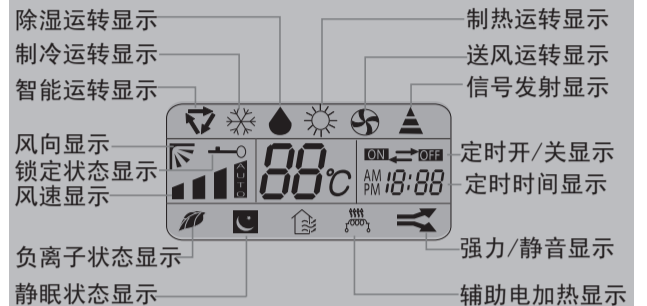 除湿运转显示
制冷运转显示
智能运转显示
风向显示
锁定状态显示
风速显示
负离子状态显示
静眠状态显示
AUTO
88℃
ON OFF
AM
PM 18:88
制热运转显示
送风运转显示
信号发射显示
定时开/关显示
定时时间显示
强力/静音显示
辅助电加热显示